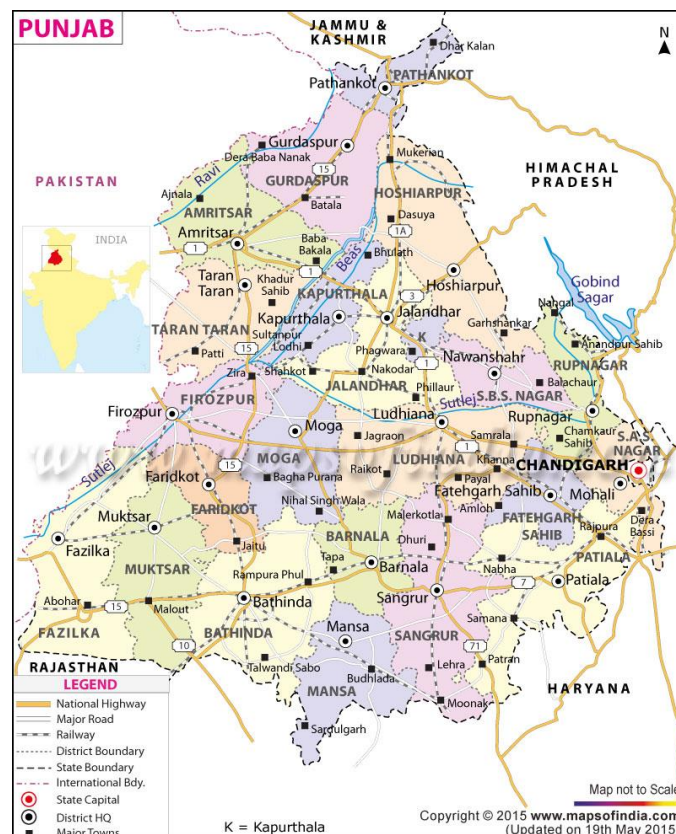 PUNJAB
JAMMU &
KASHMIR
N
Dhar Kalan
Pathankot
PATHANKOT
Gurdaspur
Dera Baba Nanak
Mukerian
15
HIMACHAL
PRADESH
PAKISTAN
Ravi
GURDASPUR
HOSHIARPUR
Ajnala
Batala
AMRITSAR
Dasuya
INDIA
Amritsar
1
1A
Baba
Bakala
Beas
Bhulath
Gobind
Sagar
Taran
Taran
Khadur
Sahib
1
KAPURTHALA
Hoshiarpur
3
Nangal
Kapurthala
Jalandhar
TARAN TARAN
Sultanpur
Lodhi
K
Garhshankar
Anandpur Sahib
Patti
15
Phagwara
1
Nawanshahr
RUPNAGAR
Zira
Shahkot
Nakodar
JALANDHAR
Phillaur
S.B.S. NAGAR
Balachaur
FIROZPUR
Firozpur
Sutlej
Rupnagar
Moga
Ludhiana
Jagraon
1
Samrala
Chamkaur
Sahib
S.A.S.
NAGAR
www.mapsofindia.com
Sutlej
15
MOGA
Raikot
LUDHIANA
Khanna
CHANDIGARH
Faridkot
Bagha Purana
Payal
Fatehgarh
Sahib
Mohali
FARIDKOT
Nihal Singh Wala
Malerkotla
Amloh
FATEHGARH
SAHIB
Dera
Bassi
Muktsar
Rajpura
Fazilka
Jaitu
BARNALA
Dhuri
PATIALA
MUKTSAR
Tapa
Barnala
Nabha
Rampura Phul
7
Patiala
Abohar
15
Malout
Bathinda
Sangrur
FAZILKA
BATHINDA
Mansa
SANGRUR
Samana
10
71
RAJASTHAN
Talwandi Sabo
Lehra
Patran
HARYANA
Budhlada
MANSA
Moonak
Sardulgarh
LEGEND
National Highway
Major Road
Railway
District Boundary
State Boundary
International Bdy.
State Capital
District HQ
Major Towns
K = Kapurthala
Map not to Scale
Copyright © 2015 www.mapsofindia.com
(Updated on 19th May 2015)